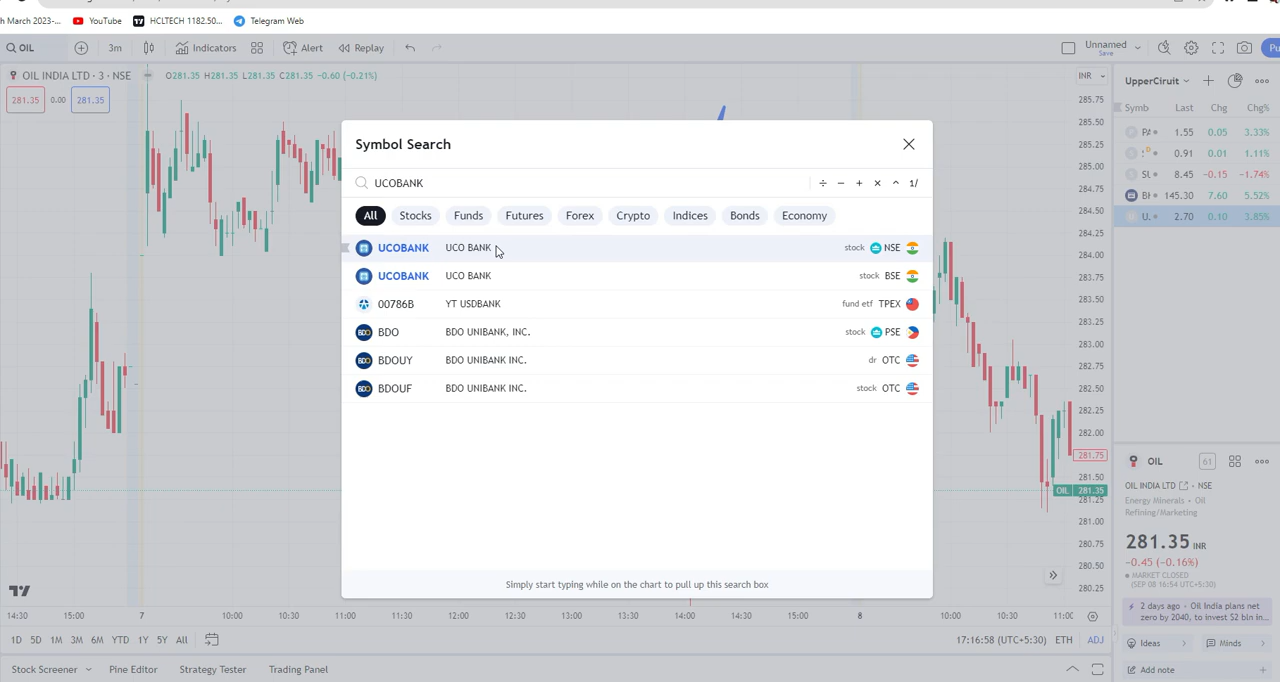 h March 2023-... YouTube HCLTECH 1182.50... Telegram Web
OIL 3m Indicators Alert Replay Unnamed Save
OIL INDIA LTD · 3 · NSE O281.35 H281.35 L281.35 C281.35 −0.60 (−0.21%) INR UpperCiruit
281.35 0.00 281.35
Symb Last Chg Chg%
1.55 0.05 3.33%
0.91 0.01 1.11%
8.45 −0.15 −1.74%
145.30 7.60 5.52%
2.70 0.10 3.85%
Symbol Search
UCOBANK 1/
All Stocks Funds Futures Forex Crypto Indices Bonds Economy
UCOBANK UCO BANK stock NSE
UCOBANK UCO BANK stock BSE
00786B YT USDBANK fund etf TPEX
BDO BDO UNIBANK, INC. stock PSE
BDOUY BDO UNIBANK INC. dr OTC
BDOUF BDO UNIBANK INC. stock OTC
Simply start typing while on the chart to pull up this search box
285.75
285.50
285.25
285.00
284.75
284.50
284.25
284.00
283.75
283.50
283.25
283.00
282.75
282.50
282.25
282.00
281.75
281.50
OIL 281.35
281.25
281.00
280.75
280.50
280.25
OIL 61
OIL INDIA LTD · NSE
Energy Minerals • Oil
Refining/Marketing
281.35 INR
−0.45 (−0.16%)
MARKET CLOSED
(SEP 08 16:54 UTC+5:30)
2 days ago · Oil India plans net
zero by 2040, to invest $2 bln in...
14:30 15:00 7 10:00 10:30 11:00 11:30 12:00 12:30 13:00 13:30 14:00 14:30 15:00 8 10:00 10:30 11:00
1D 5D 1M 3M 6M YTD 1Y 5Y All 17:16:58 (UTC+5:30) ETH ADJ
Ideas Minds
Stock Screener Pine Editor Strategy Tester Trading Panel
Add note